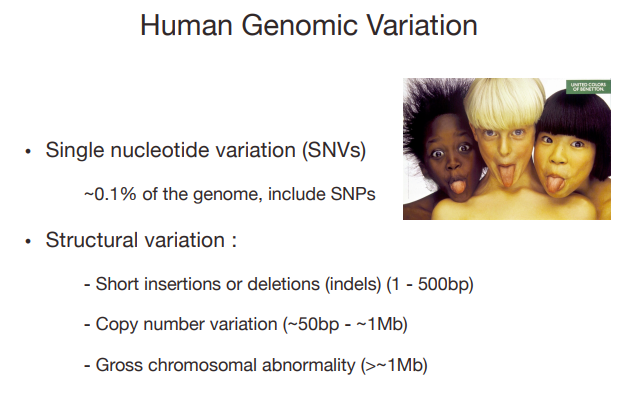 Human Genomic Variation
UNITED COLORS
OF BENETTON.
• Single nucleotide variation (SNVs)
~0.1% of the genome, include SNPs
• Structural variation :
- Short insertions or deletions (indels) (1 - 500bp)
- Copy number variation (~50bp - ~1Mb)
- Gross chromosomal abnormality (>~1Mb)